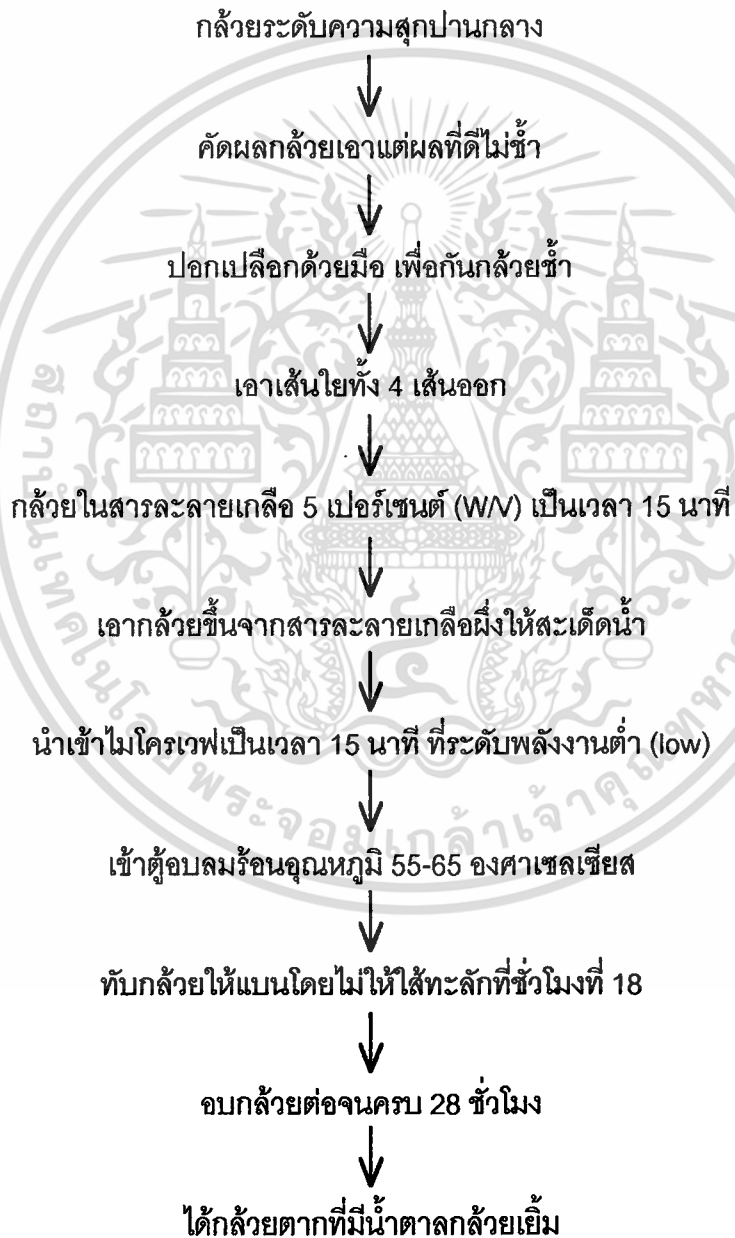 กล้วยระดับความสุกปานกลาง
คัดผลกล้วยเอาแต่ผลที่ดีไม่ช้ำ
ปอกเปลือกด้วยมือ เพื่อกันกล้วยช้ำ
เอาเส้นใยทั้ง 4 เส้นออก
กล้วยในสารละลายเกลือ 5 เปอร์เซนต์ (W/V) เป็นเวลา 15 นาที
เอากล้วยขึ้นจากสารละลายเกลือผึ่งให้สะเด็ดน้ำ
นำเข้าไมโครเวฟเป็นเวลา 15 นาที ที่ระดับพลังงานต่ำ (low)
เข้าตู้อบลมร้อนอุณหภูมิ 55-65 องศาเซลเซียส
ทับกล้วยให้แบนโดยไม่ให้ใส้ทะลักที่ชั่วโมงที่ 18
อบกล้วยต่อจนครบ 28 ชั่วโมง
ได้กล้วยตากที่มีน้ำตาลกล้วยเยิ้ม